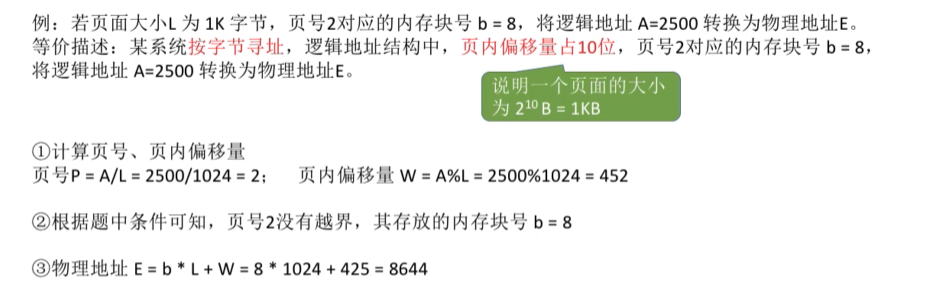 例：若页面大小L 为 1K 字节，页号2对应的内存块号 b = 8，将逻辑地址 A=2500 转换为物理地址E。
等价描述：某系统按字节寻址，逻辑地址结构中，页内偏移量占10位，页号2对应的内存块号 b = 8，
将逻辑地址 A=2500 转换为物理地址E。
说明一个页面的大小
为 2¹⁰ B = 1KB
①计算页号、页内偏移量
页号P = A/L = 2500/1024 = 2； 页内偏移量 W = A%L = 2500%1024 = 452
②根据题中条件可知，页号2没有越界，其存放的内存块号 b = 8
③物理地址 E = b * L + W = 8 * 1024 + 425 = 8644